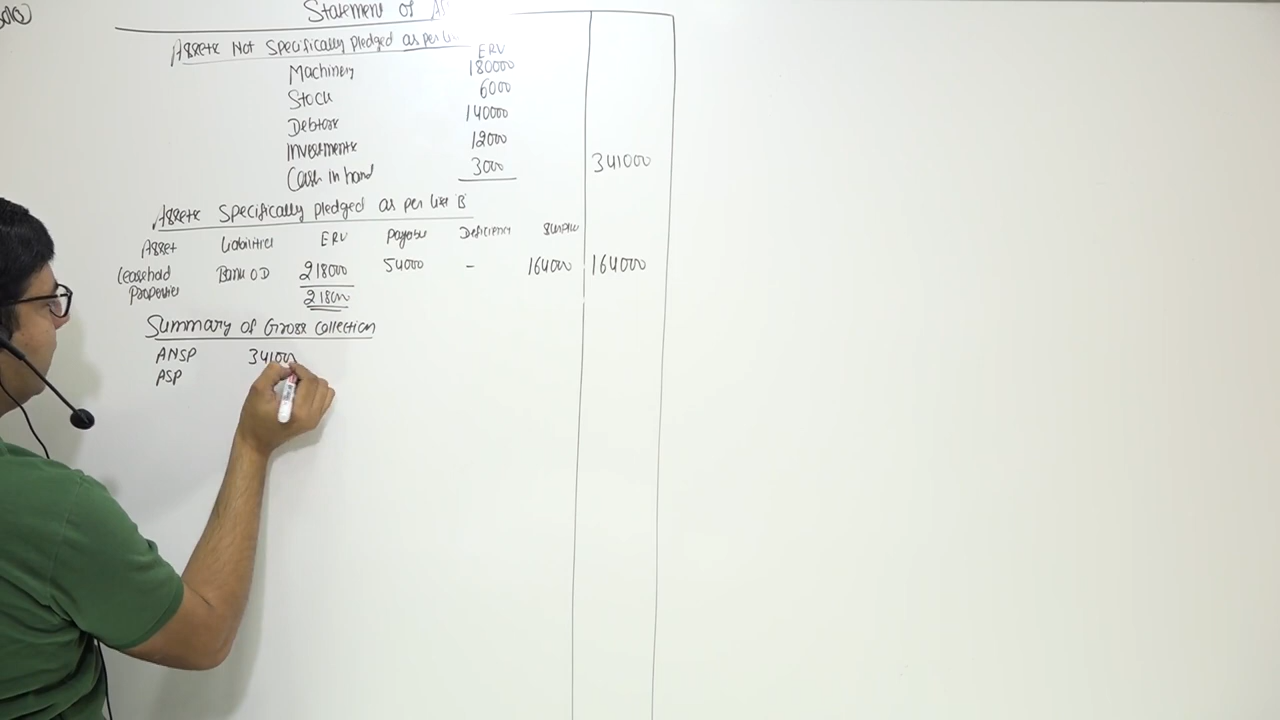 Statement of
Assets Not Specifically pledged as per
ERV
Machinery 180000
Stock 6000
Debtors 140000
Investments 12000
Cash in hand 3000 341000
Assets Specifically pledged as per List B
Asset Liabilities ERV Payable Deficiency Surplus
Leasehold Properties Bank OD 218000 54000 - 164000 164000
218000
Summary of Gross Collection
ANSP 341000
ASP